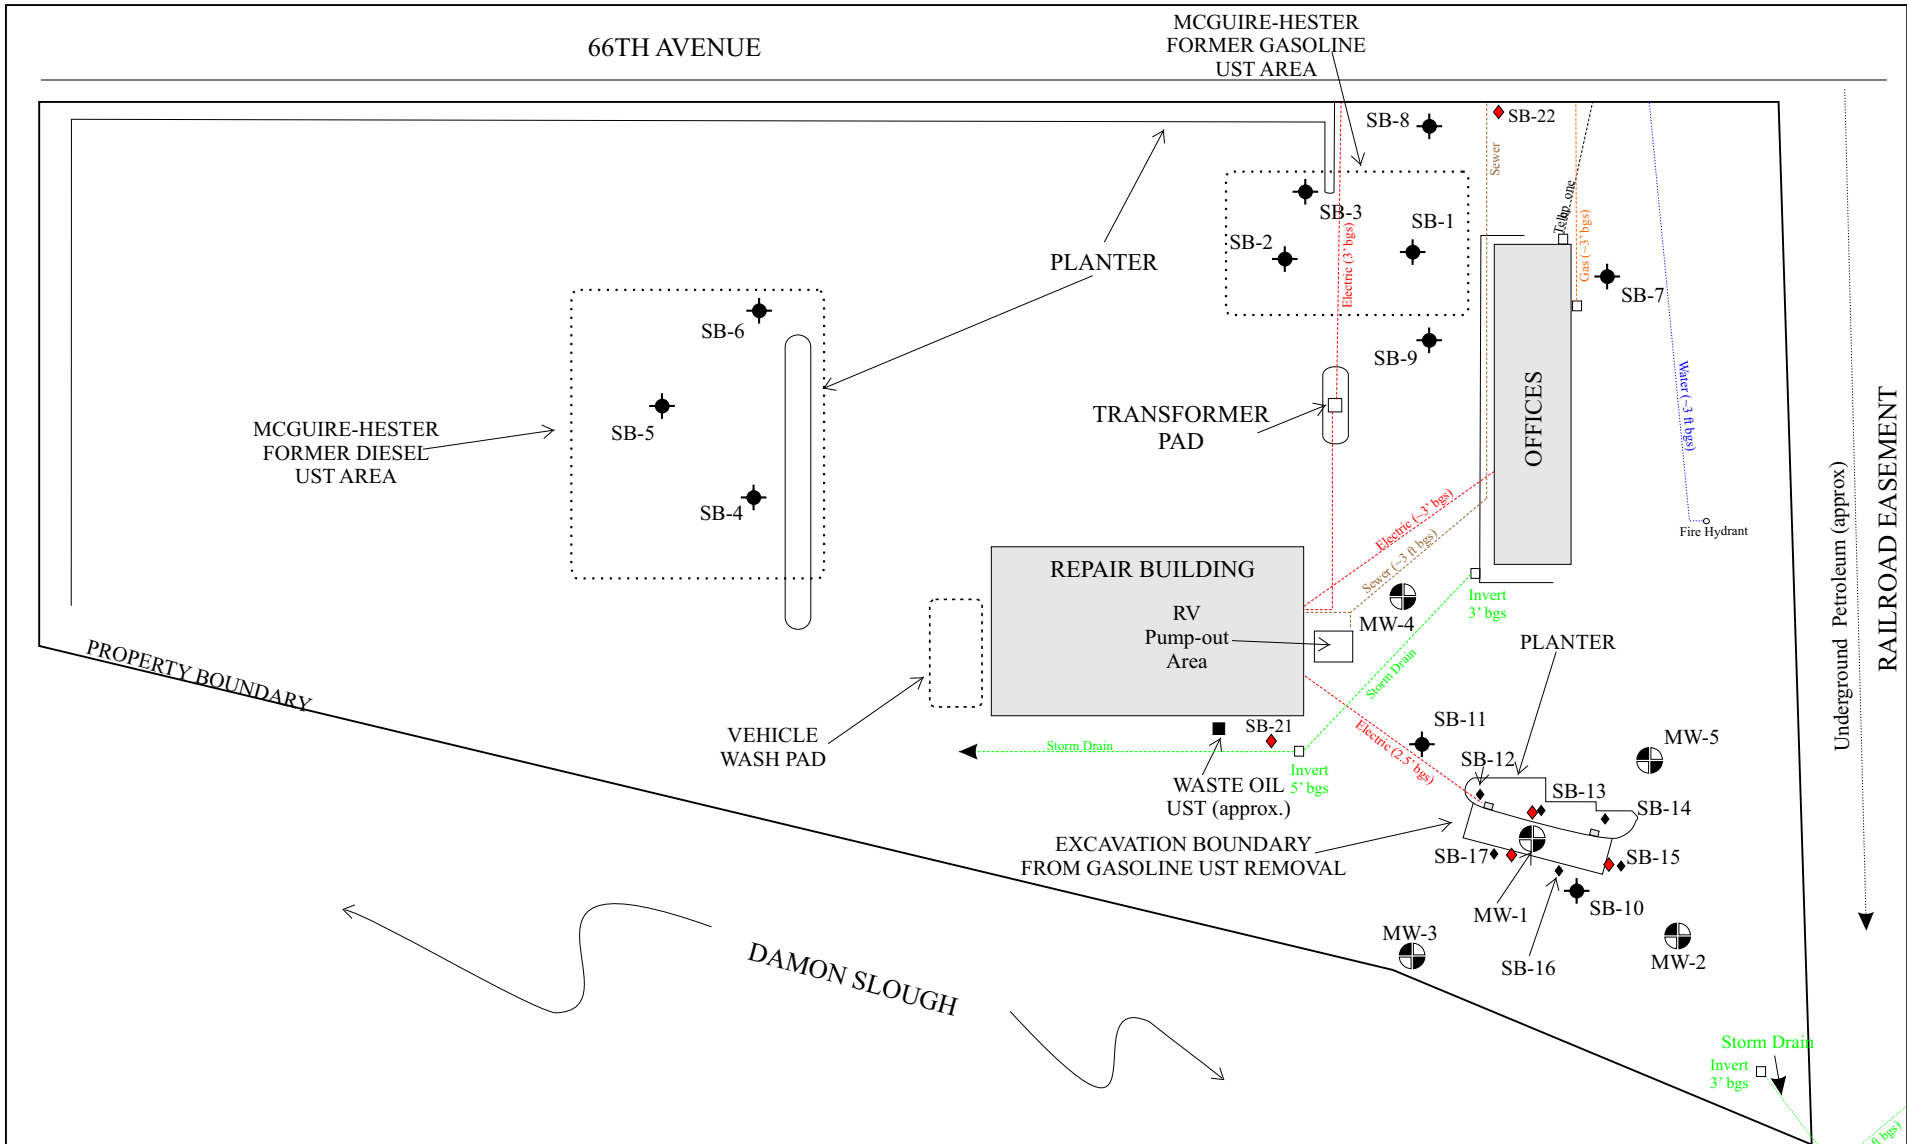 MCGUIRE-HESTER
FORMER GASOLINE
UST AREA
66TH AVENUE
SB-8
SB-22
Sewer
SB-3
SB-1
SB-2
Electric (3' bgs)
Gas (~3' bgs)
SB-7
PLANTER
SB-6
SB-9
Water (~3 ft bgs)
OFFICES
TRANSFORMER
PAD
MCGUIRE-HESTER
FORMER DIESEL
UST AREA
SB-5
SB-4
Electric (~3' bgs)
Sewer (~3 ft bgs)
Fire Hydrant
Underground Petroleum (approx)
RAILROAD EASEMENT
REPAIR BUILDING
RV
Pump-out
Area
MW-4
Invert
3' bgs
PLANTER
Storm Drain
PROPERTY BOUNDARY
VEHICLE
WASH PAD
SB-21
Storm Drain
Invert
5' bgs
WASTE OIL
UST (approx.)
Electric (2.5' bgs)
SB-11
MW-5
SB-12
SB-13
SB-14
EXCAVATION BOUNDARY
FROM GASOLINE UST REMOVAL
SB-17
SB-15
MW-1
SB-10
SB-16
MW-3
MW-2
DAMON SLOUGH
Storm Drain
Invert
3' bgs
ft bgs)